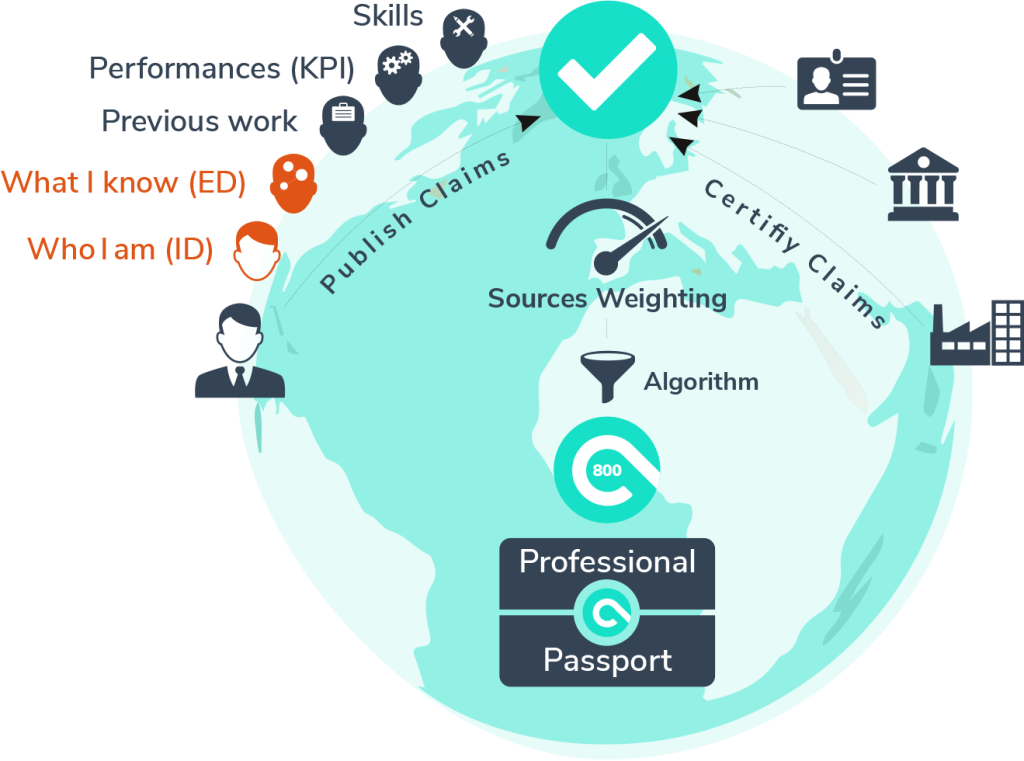 Skills
Performances (KPI)
Previous work
What I know (ED)
Who I am (ID)
Publish Claims
Certifiy Claims
Sources Weighting
Algorithm
800
Professional
Passport